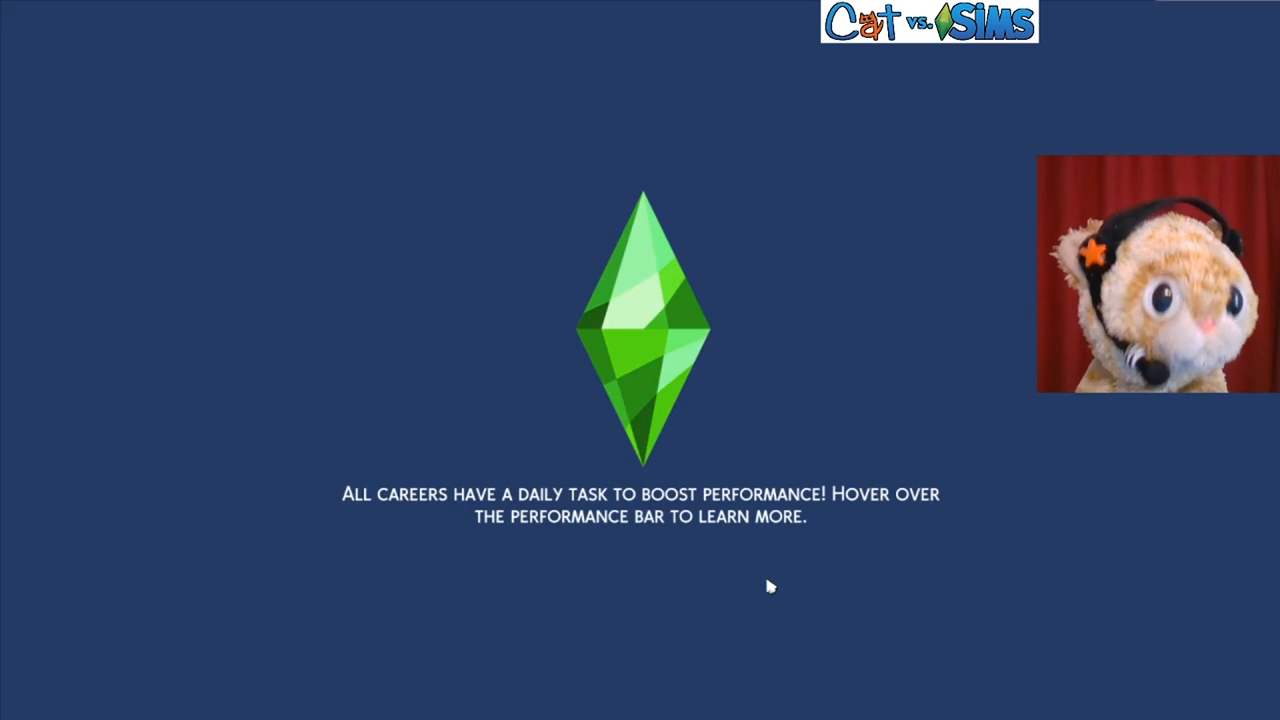 Cat vs. SiMS
ALL CAREERS HAVE A DAILY TASK TO BOOST PERFORMANCE! HOVER OVER
THE PERFORMANCE BAR TO LEARN MORE.